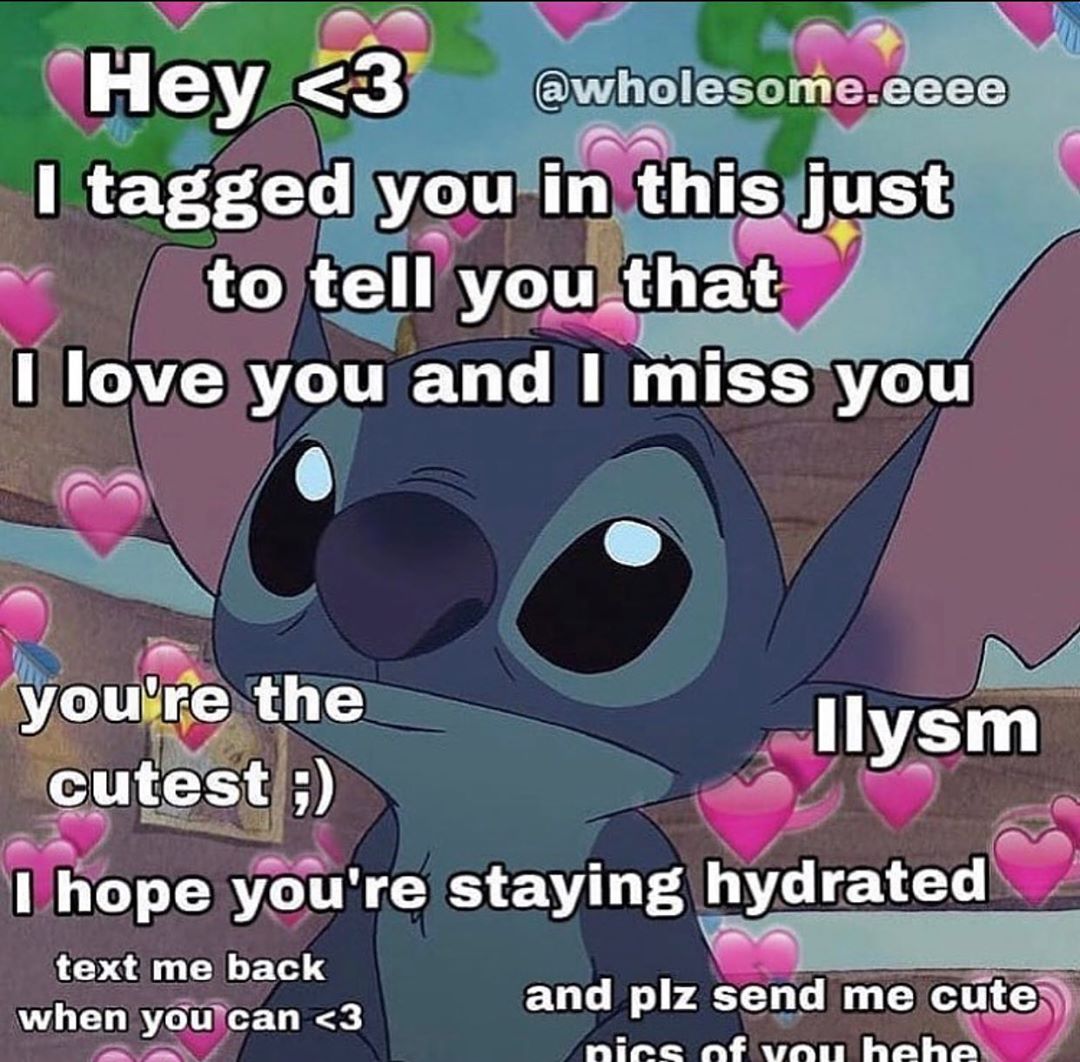 Hey <3
@wholesome.eeee
I tagged you in this just
to tell you that
I love you and I miss you
you're the
cutest ;)
Ilysm
I hope you're staying hydrated
text me back
when you can <3
and plz send me cute
pics of you hehe